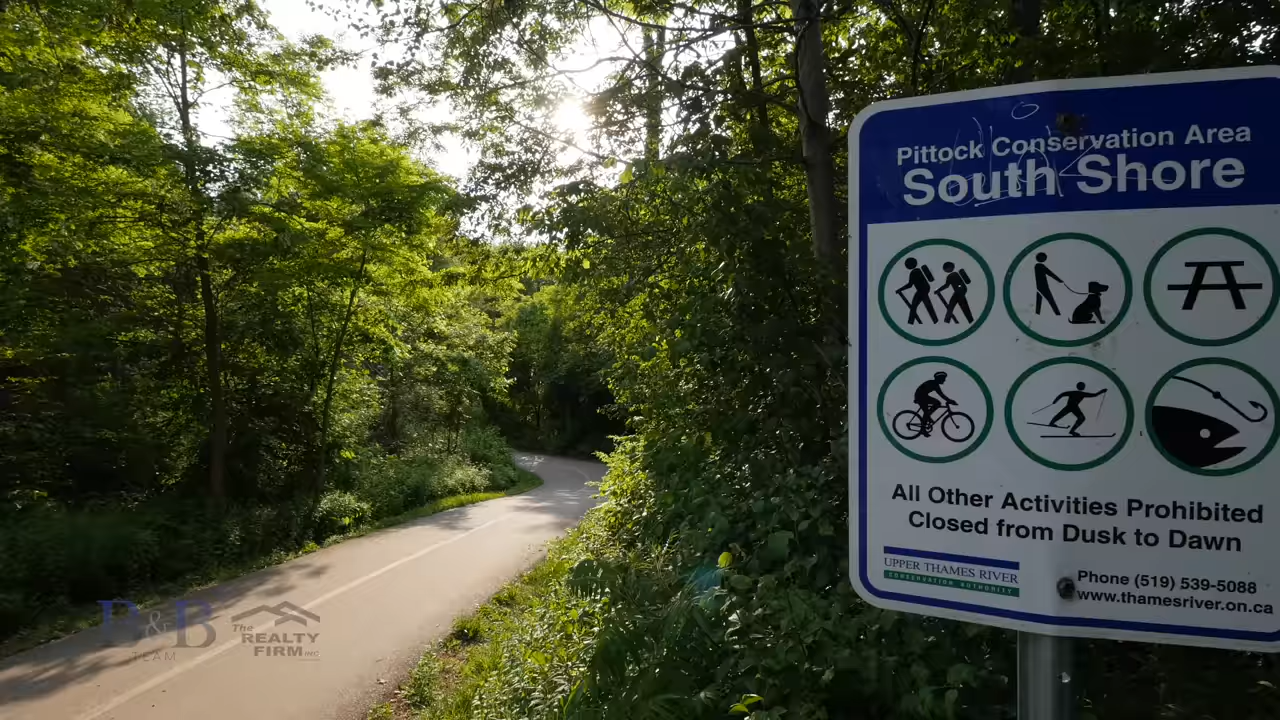 Pittock Conservation Area
South Shore
All Other Activities Prohibited
Closed from Dusk to Dawn
UPPER THAMES RIVER
CONSERVATION AUTHORITY
Phone (519) 539-5088
www.thamesriver.on.ca
B&B
TEAM
The
REALTY
FIRM INC